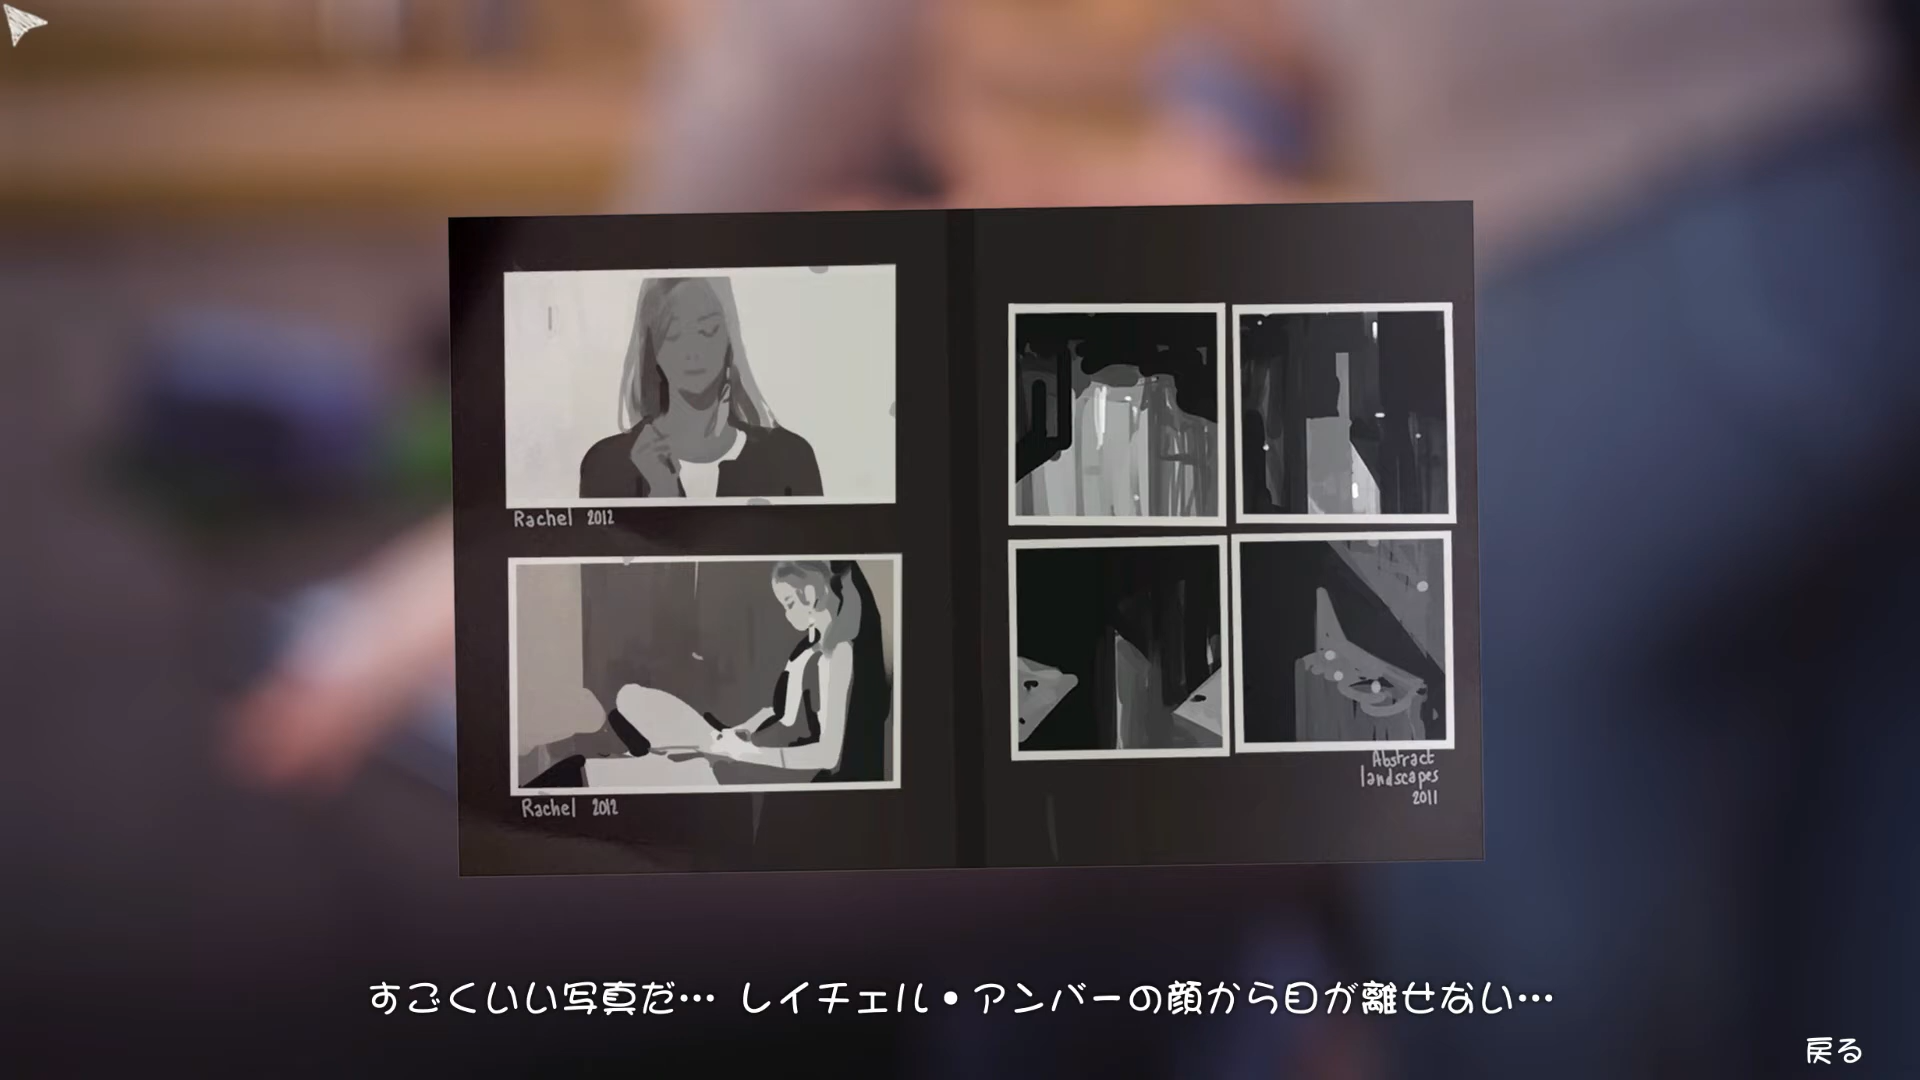 Rachel 2012
Rachel 2012
Abstract
landscapes
2011
すごくいい写真だ… レイチェル・アンバーの顔から目が離せない…
戻る